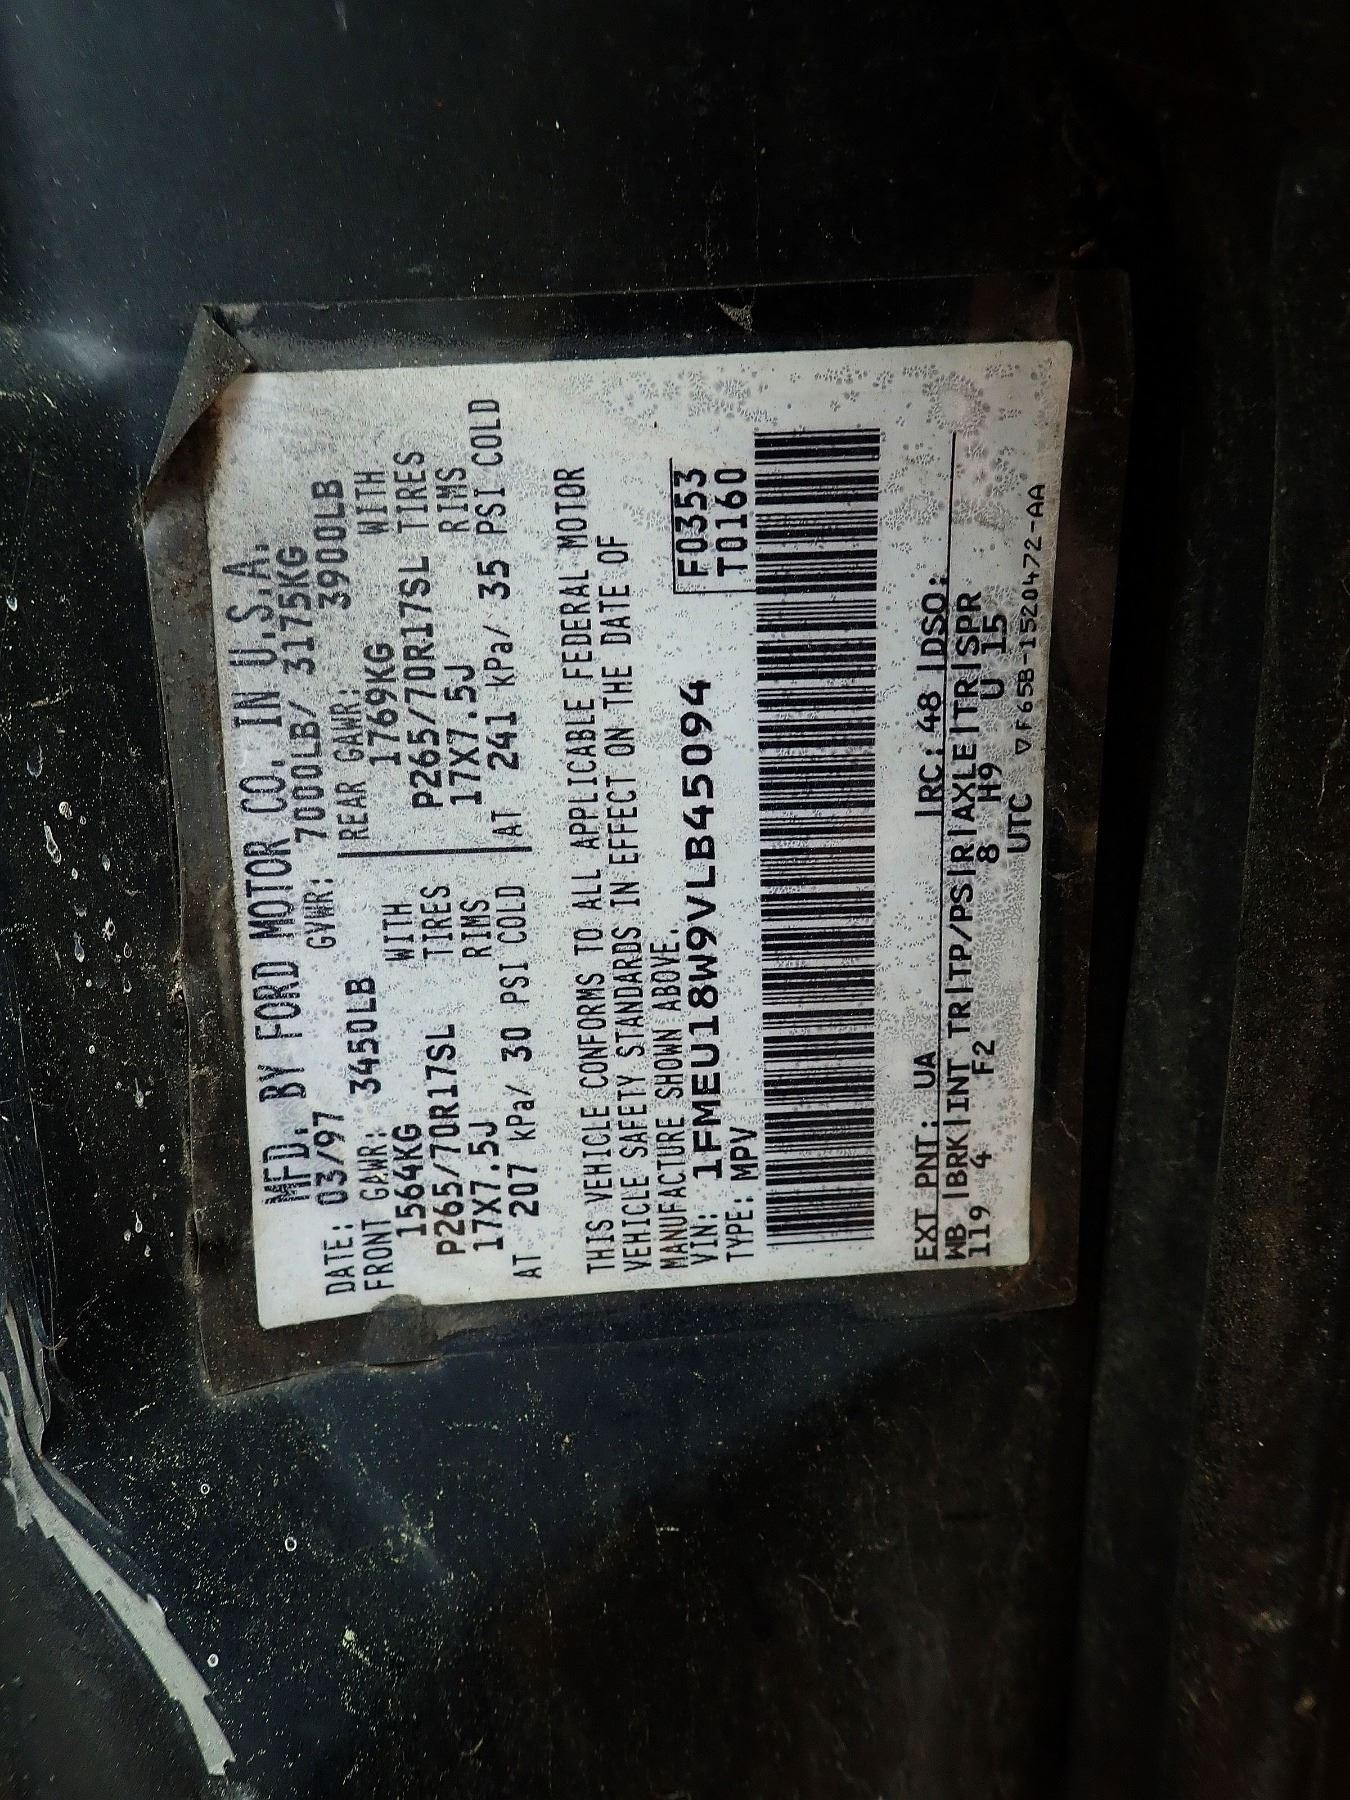 MFD. BY FORD MOTOR CO. IN U.S.A.
DATE: 03/97 GVWR: 7000LB/ 3175KG
FRONT GAWR: 3450LB REAR GAWR: 3900LB
1564KG WITH 1769KG WITH
P265/70R17SL TIRES P265/70R17SL TIRES
17X7.5J RIMS 17X7.5J RIMS
AT 207 kPa/ 30 PSI COLD AT 241 kPa/ 35 PSI COLD
THIS VEHICLE CONFORMS TO ALL APPLICABLE FEDERAL MOTOR
VEHICLE SAFETY STANDARDS IN EFFECT ON THE DATE OF
MANUFACTURE SHOWN ABOVE.
VIN: 1FMEU18W9VLB45094 F0353
TYPE: MPV T0160
EXT PNT: UA RC: 48 DSO:
WB BRK INT TR TP/PS R AXLE TR SPR
119 4 F2 8 H9 U 15
UTC ▽F65B-1520472-AA